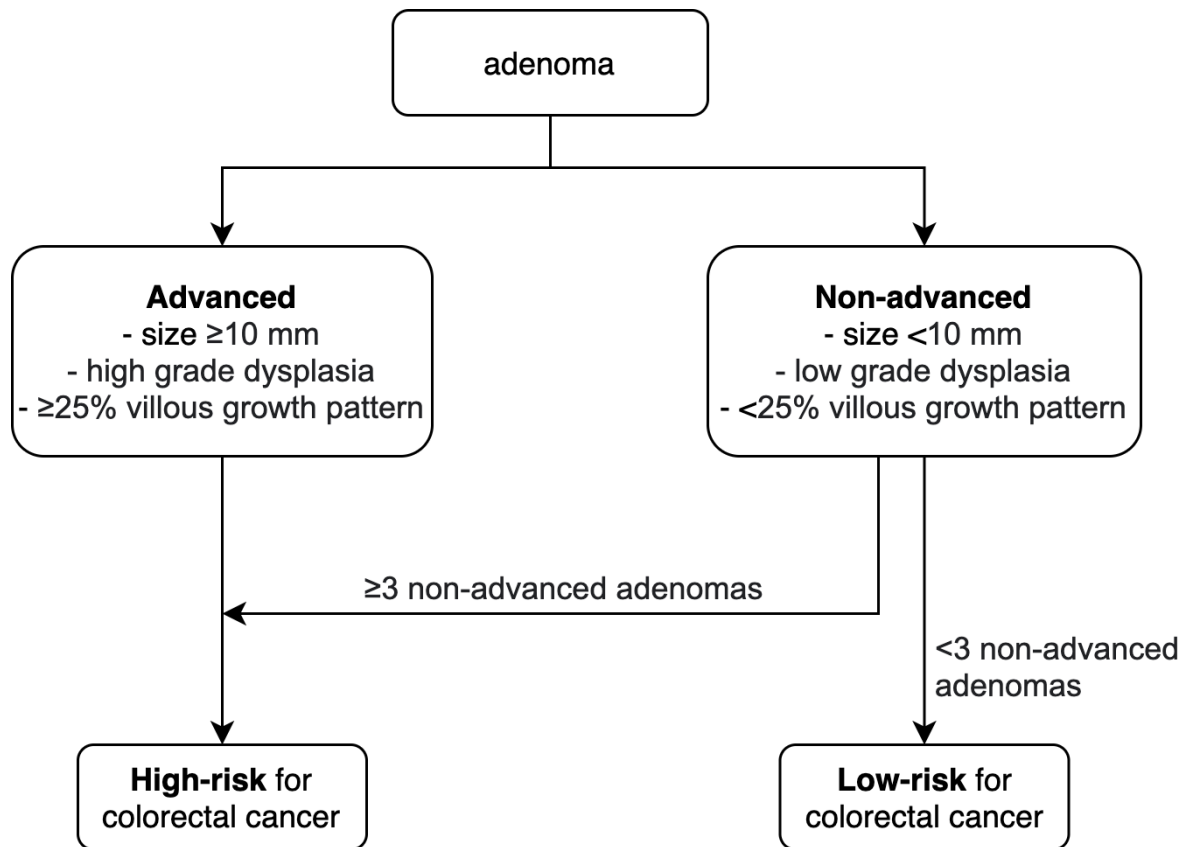 adenoma
Advanced
- size ≥10 mm
- high grade dysplasia
- ≥25% villous growth pattern
Non-advanced
- size <10 mm
- low grade dysplasia
- <25% villous growth pattern
≥3 non-advanced adenomas
<3 non-advanced
adenomas
High-risk for
colorectal cancer
Low-risk for
colorectal cancer